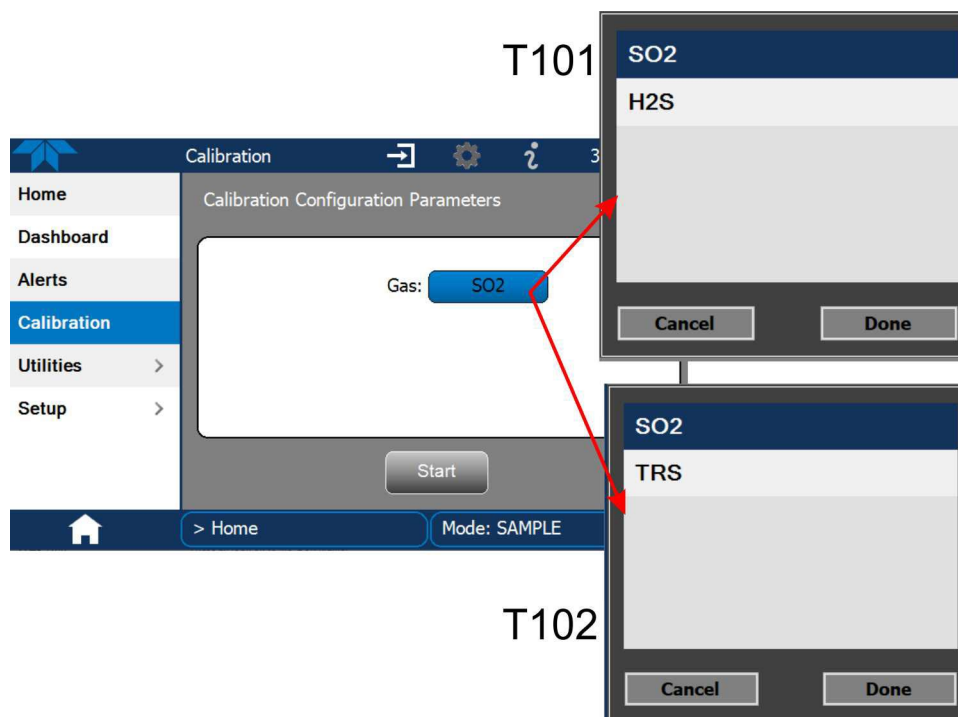 T101
SO2
H2S
Cancel
Done
Calibration
3
Home
Dashboard
Alerts
Calibration
Utilities >
Setup >
Calibration Configuration Parameters
Gas: SO2
Start
> Home
Mode: SAMPLE
T102
SO2
TRS
Cancel
Done